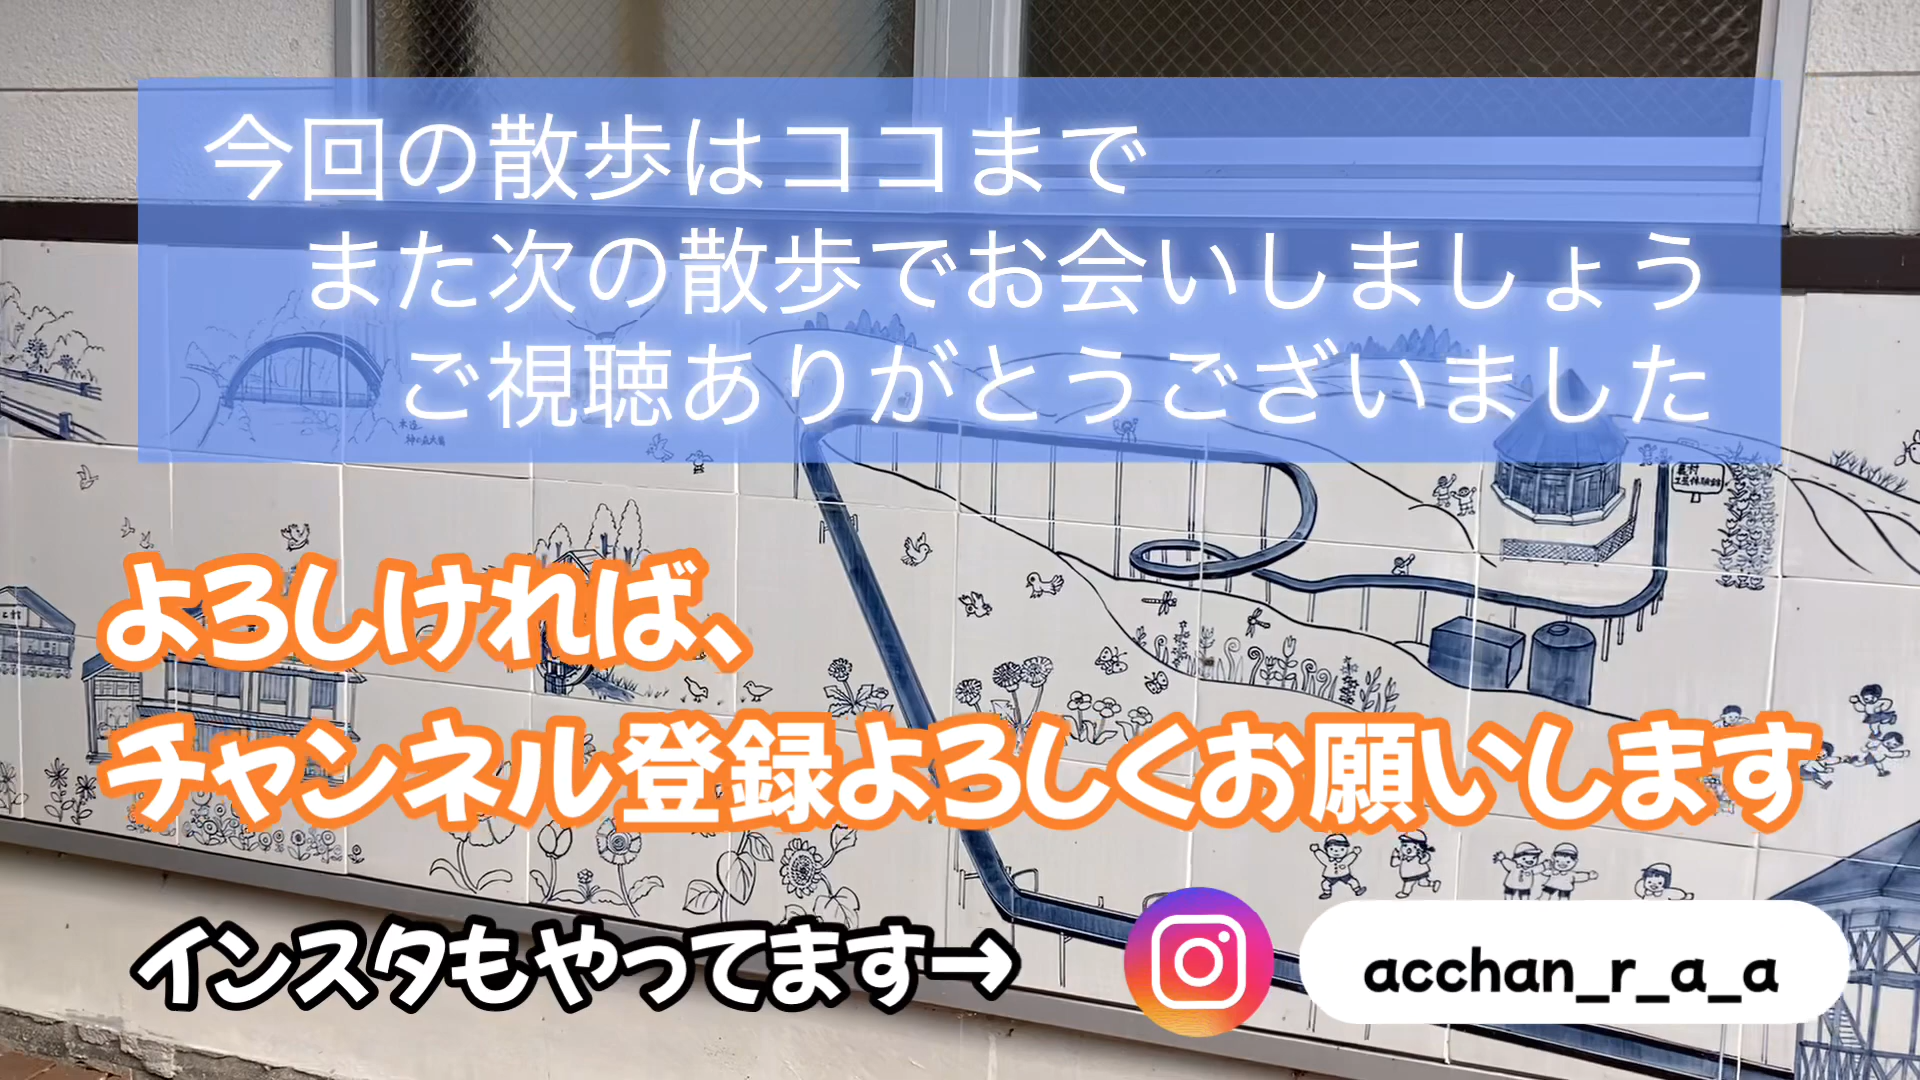 今回の散歩はココまで
また次の散歩でお会いしましょう
ご視聴ありがとうございました
よろしければ、
チャンネル登録よろしくお願いします
インスタもやってます→
acchan_r_a_a